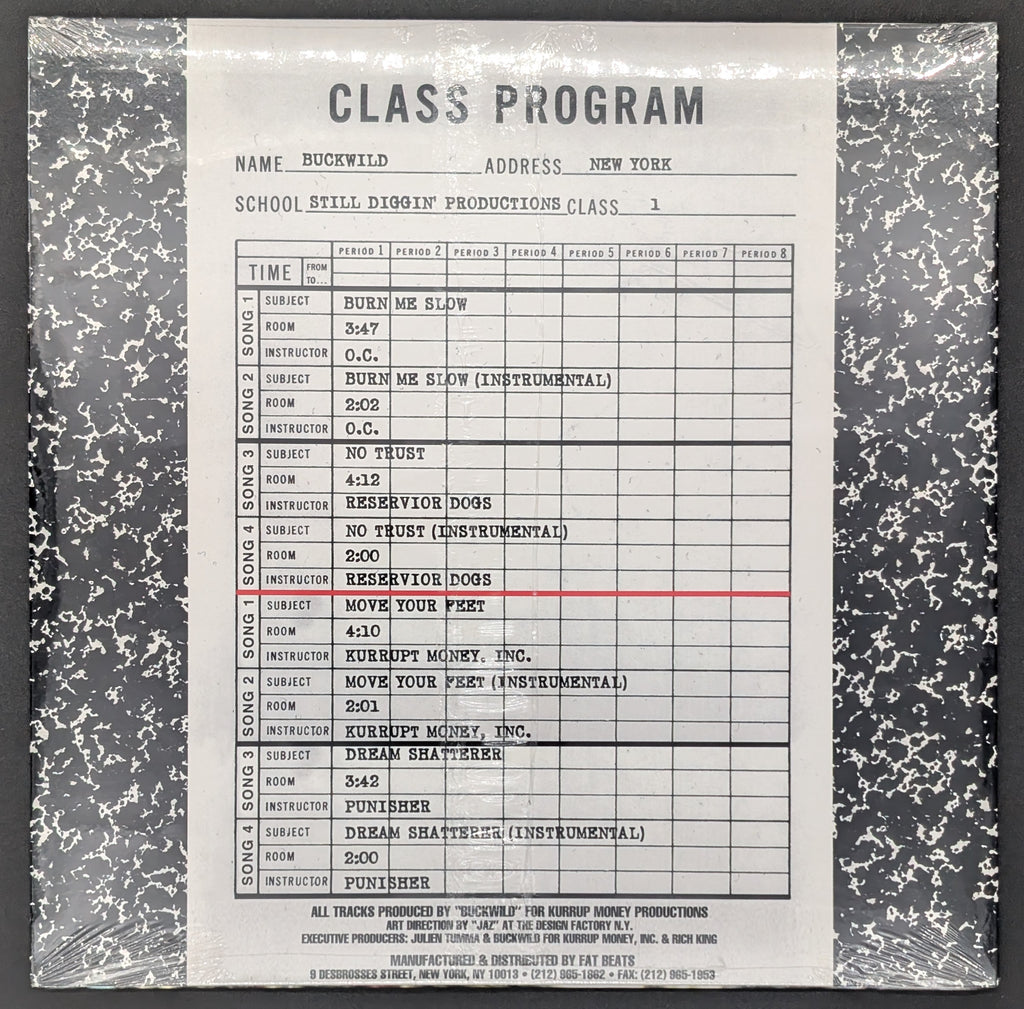 CLASS PROGRAM
NAME BUCKWILD ADDRESS NEW YORK
SCHOOL STILL DIGGIN' PRODUCTIONS CLASS 1
PERIOD 1 PERIOD 2 PERIOD 3 PERIOD 4 PERIOD 5 PERIOD 6 PERIOD 7 PERIOD 8
TIME FROM
TO...
SONG 1
SUBJECT BURN ME SLOW
ROOM 3:47
INSTRUCTOR O.C.
SONG 2
SUBJECT BURN ME SLOW (INSTRUMENTAL)
ROOM 2:02
INSTRUCTOR O.C.
SONG 3
SUBJECT NO TRUST
ROOM 4:12
INSTRUCTOR RESERVIOR DOGS
SONG 4
SUBJECT NO TRUST (INSTRUMENTAL)
ROOM 2:00
INSTRUCTOR RESERVIOR DOGS
SONG 1
SUBJECT MOVE YOUR FEET
ROOM 4:10
INSTRUCTOR KURRUPT MONEY, INC.
SONG 2
SUBJECT MOVE YOUR FEET (INSTRUMENTAL)
ROOM 2:01
INSTRUCTOR KURRUPT MONEY, INC.
SONG 3
SUBJECT DREAM SHATTERER
ROOM 3:42
INSTRUCTOR PUNISHER
SONG 4
SUBJECT DREAM SHATTERER (INSTRUMENTAL)
ROOM 2:00
INSTRUCTOR PUNISHER
ALL TRACKS PRODUCED BY "BUCKWILD" FOR KURRUP MONEY PRODUCTIONS
ART DIRECTION BY "JAZ" AT THE DESIGN FACTORY N.Y.
EXECUTIVE PRODUCERS: JULIEN TUMMA & BUCKWILD FOR KURRUP MONEY, INC. & RICH KING
MANUFACTURED & DISTRIBUTED BY FAT BEATS
9 DESBROSSES STREET, NEW YORK, NY 10013 • (212) 965-1862 • FAX: (212) 965-1953